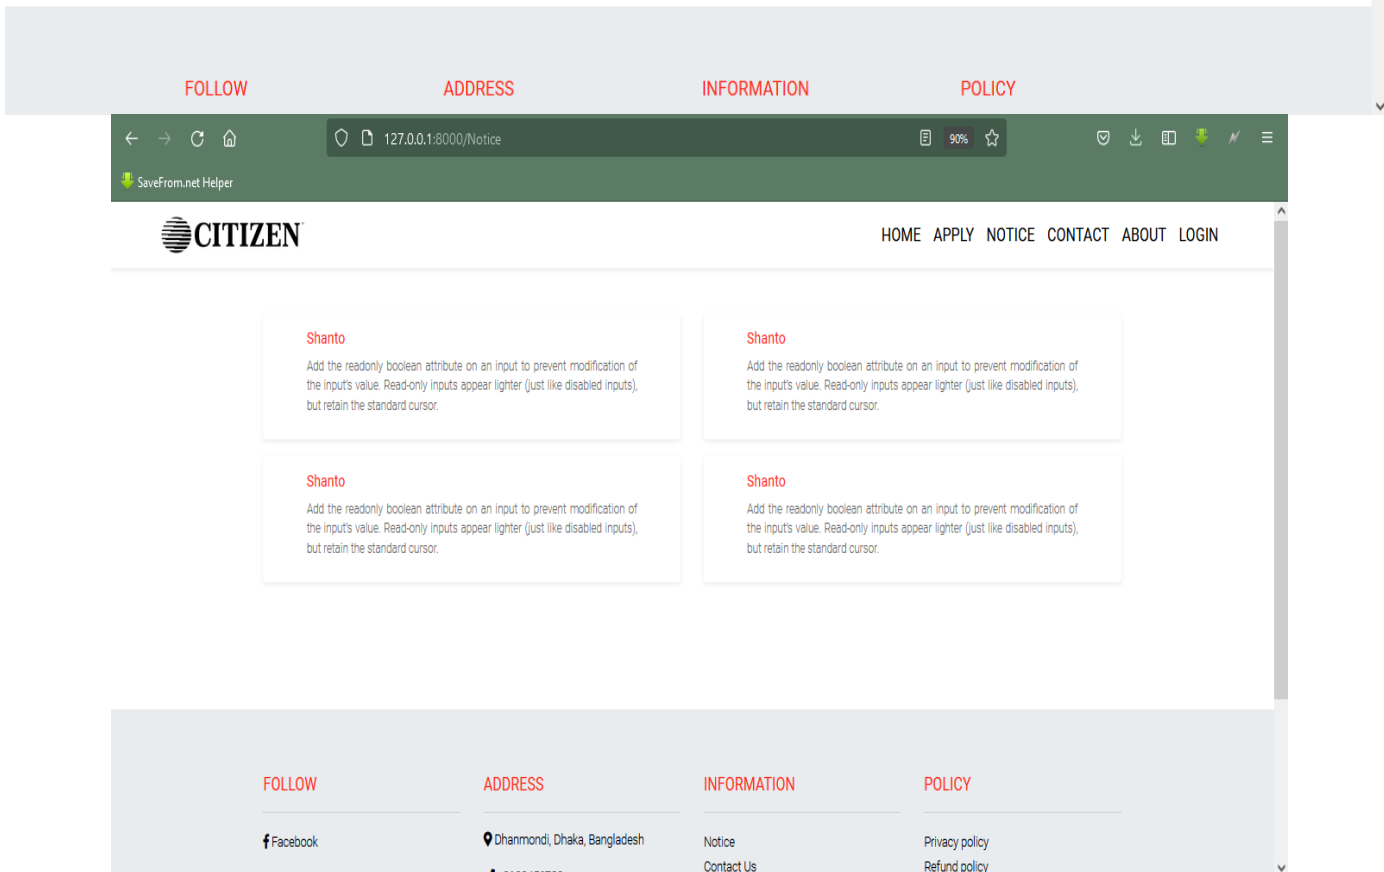 FOLLOW ADDRESS INFORMATION POLICY
127.0.0.1:8000/Notice 90%
SaveFrom.net Helper
CITIZEN HOME APPLY NOTICE CONTACT ABOUT LOGIN
Shanto
Add the readonly boolean attribute on an input to prevent modification of
the input's value. Read-only inputs appear lighter (just like disabled inputs),
but retain the standard cursor.
Shanto
Add the readonly boolean attribute on an input to prevent modification of
the input's value. Read-only inputs appear lighter (just like disabled inputs),
but retain the standard cursor.
Shanto
Add the readonly boolean attribute on an input to prevent modification of
the input's value. Read-only inputs appear lighter (just like disabled inputs),
but retain the standard cursor.
Shanto
Add the readonly boolean attribute on an input to prevent modification of
the input's value. Read-only inputs appear lighter (just like disabled inputs),
but retain the standard cursor.
FOLLOW
Facebook
ADDRESS
Dhanmondi, Dhaka, Bangladesh
INFORMATION
Notice
Contact Us
POLICY
Privacy policy
Refund policy